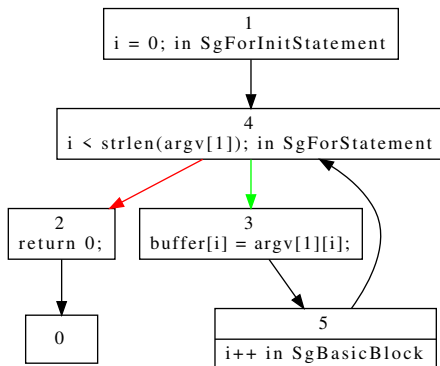 1
i = 0; in SgForInitStatement
4
i < strlen(argv[1]); in SgForStatement
2
return 0;
3
buffer[i] = argv[1][i];
0
5
i++ in SgBasicBlock